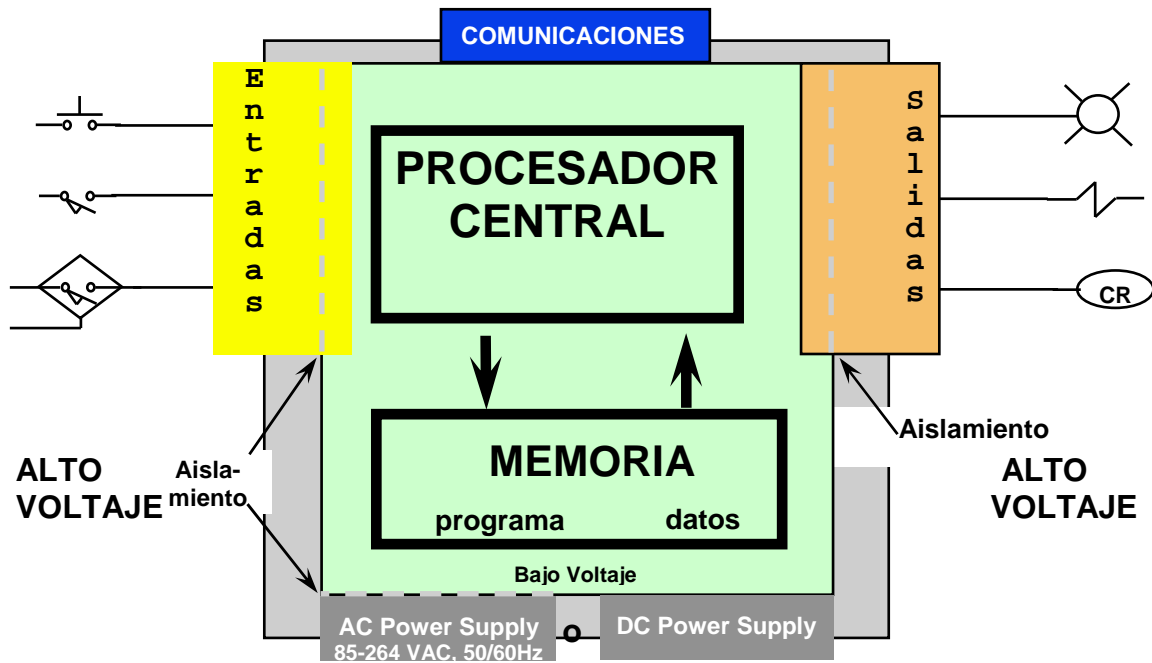 COMUNICACIONES
Entradas
Salidas
PROCESADOR
CENTRAL
CR
MEMORIA
programa datos
Bajo Voltaje
ALTO
VOLTAJE
Aisla-
miento
Aislamiento
ALTO
VOLTAJE
AC Power Supply
85-264 VAC, 50/60Hz
o
DC Power Supply